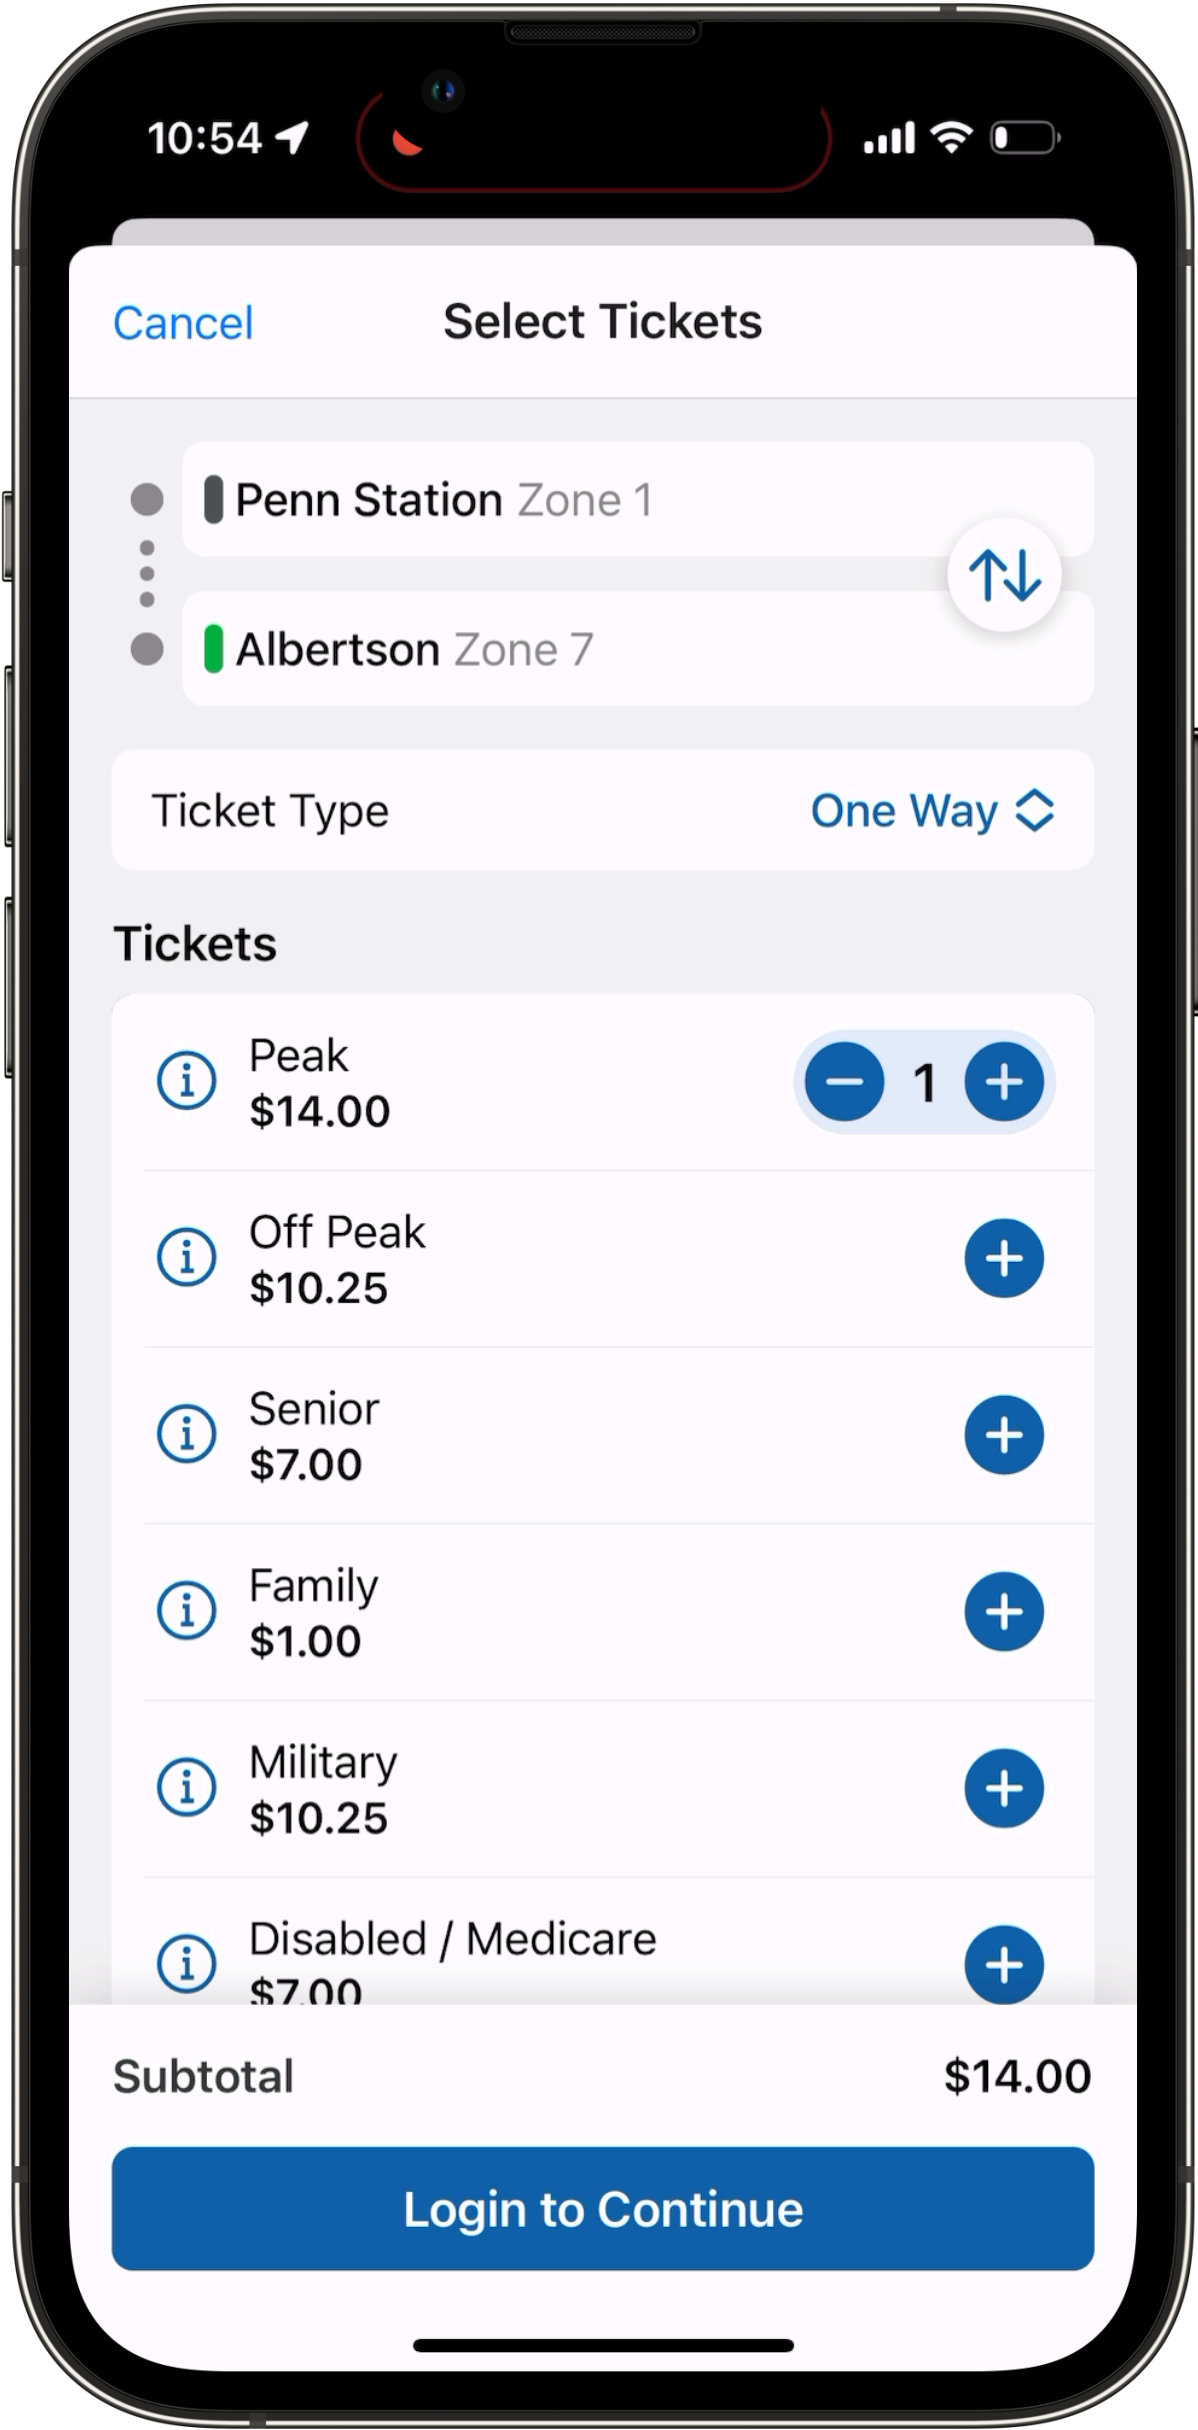 10:54
Cancel
Select Tickets
Penn Station Zone 1
Albertson Zone 7
Ticket Type
One Way
Tickets
Peak
$14.00
1
Off Peak
$10.25
Senior
$7.00
Family
$1.00
Military
$10.25
Disabled / Medicare
$7.00
Subtotal
$14.00
Login to Continue